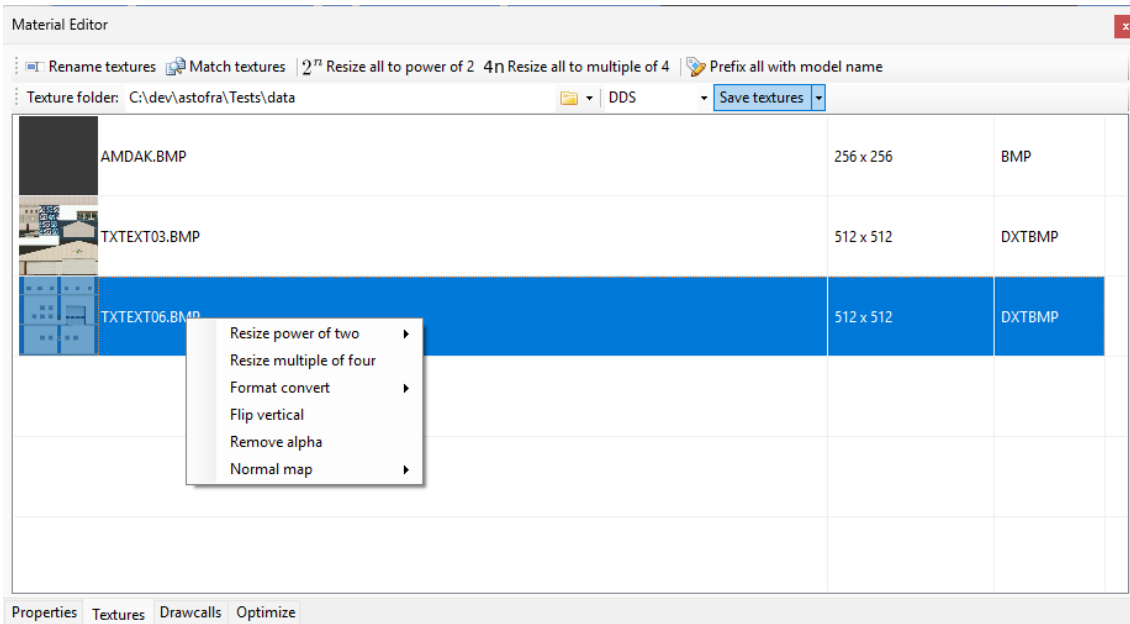 Material Editor
x
Rename textures Match textures 2ⁿ Resize all to power of 2 4n Resize all to multiple of 4 Prefix all with model name
Texture folder: C:\dev\astofra\Tests\data DDS Save textures
AMDAK.BMP 256 x 256 BMP
TXTEXT03.BMP 512 x 512 DXTBMP
TXTEXT06.BMP 512 x 512 DXTBMP
Resize power of two
Resize multiple of four
Format convert
Flip vertical
Remove alpha
Normal map
Properties Textures Drawcalls Optimize